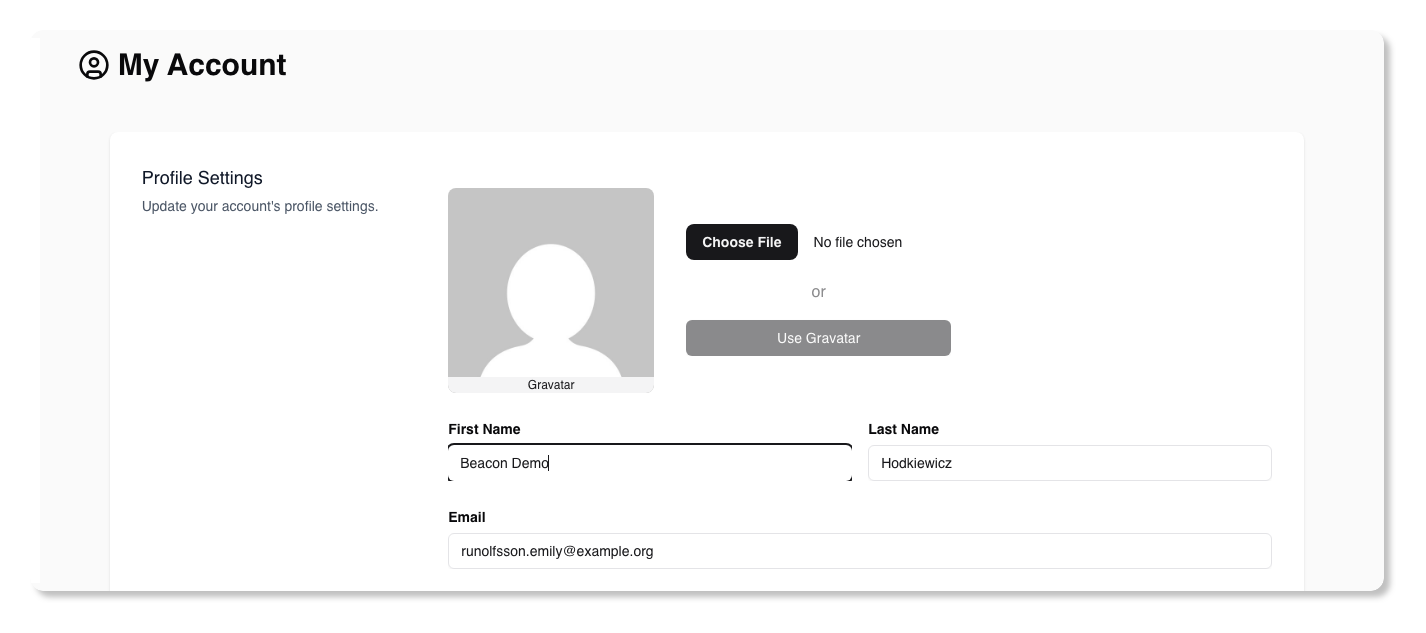 My Account
Profile Settings
Update your account's profile settings.
Choose File No file chosen
or
Use Gravatar
Gravatar
First Name
Beacon Demo
Last Name
Hodkiewicz
Email
runolfsson.emily@example.org